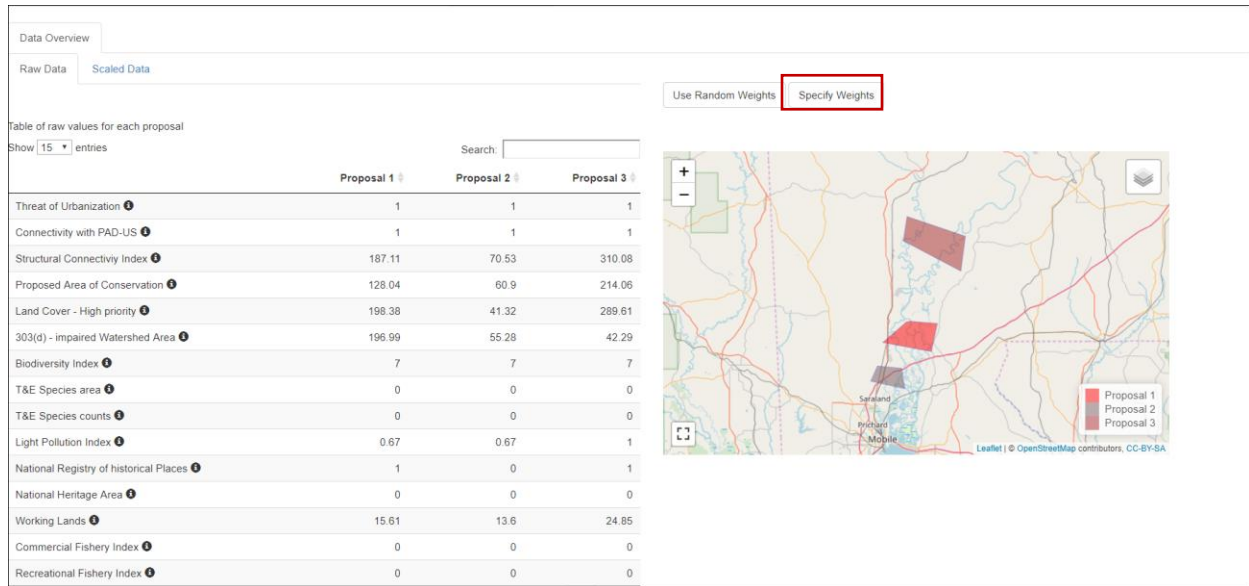 Data Overview
Raw Data Scaled Data
Use Random Weights Specify Weights
Table of raw values for each proposal
Show 15 entries
Search:
Proposal 1 Proposal 2 Proposal 3
Threat of Urbanization 1 1 1
Connectivity with PAD-US 1 1 1
Structural Connectiviy Index 187.11 70.53 310.08
Proposed Area of Conservation 128.04 60.9 214.06
Land Cover - High priority 198.38 41.32 289.61
303(d) - impaired Watershed Area 196.99 55.28 42.29
Biodiversity Index 7 7 7
T&E Species area 0 0 0
T&E Species counts 0 0 0
Light Pollution Index 0.67 0.67 1
National Registry of historical Places 1 0 1
National Heritage Area 0 0 0
Working Lands 15.61 13.6 24.85
Commercial Fishery Index 0 0 0
Recreational Fishery Index 0 0 0
+
−
Saraland
Prichard
Mobile
Proposal 1
Proposal 2
Proposal 3
Leaflet | © OpenStreetMap contributors, CC-BY-SA